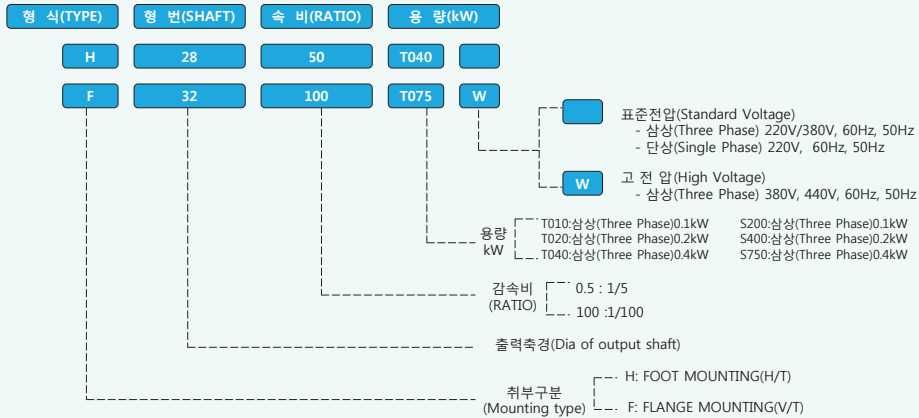 형 식(TYPE) 형 번(SHAFT) 속 비(RATIO) 용 량(kW)
H 28 50 T040
F 32 100 T075 W
표준전압(Standard Voltage)
- 삼상(Three Phase) 220V/380V, 60Hz, 50Hz
- 단상(Single Phase) 220V, 60Hz, 50Hz
W 고 전 압(High Voltage)
- 삼상(Three Phase) 380V, 440V, 60Hz, 50Hz
용량
kW
T010:삼상(Three Phase)0.1kW S200:삼상(Three Phase)0.1kW
T020:삼상(Three Phase)0.2kW S400:삼상(Three Phase)0.2kW
T040:삼상(Three Phase)0.4kW S750:삼상(Three Phase)0.4kW
감속비
(RATIO)
0.5 : 1/5
100 :1/100
출력축경(Dia of output shaft)
취부구분
(Mounting type)
H: FOOT MOUNTING(H/T)
F: FLANGE MOUNTING(V/T)